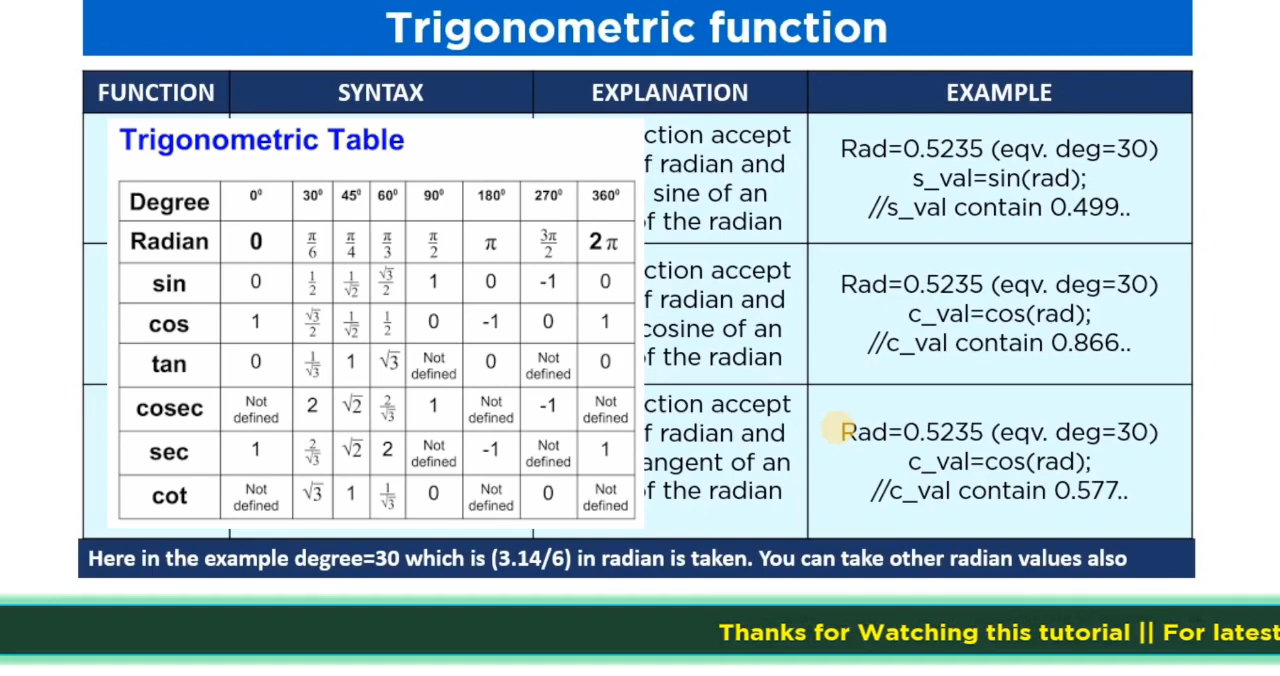 Trigonometric function
FUNCTION SYNTAX EXPLANATION EXAMPLE
Trigonometric Table
Degree 0⁰ 30⁰ 45⁰ 60⁰ 90⁰ 180⁰ 270⁰ 360⁰
Radian 0 π/6 π/4 π/3 π/2 π 3π/2 2π
sin 0 1/2 1/√2 √3/2 1 0 -1 0
cos 1 √3/2 1/√2 1/2 0 -1 0 1
tan 0 1/√3 1 √3 Not defined 0 Not defined 0
cosec Not defined 2 √2 2/√3 1 Not defined -1 Not defined
sec 1 2/√3 √2 2 Not defined -1 Not defined 1
cot Not defined √3 1 1/√3 0 Not defined 0 Not defined
ction accept
f radian and
sine of an
f the radian
Rad=0.5235 (eqv. deg=30)
s_val=sin(rad);
//s_val contain 0.499..
ction accept
f radian and
cosine of an
f the radian
Rad=0.5235 (eqv. deg=30)
c_val=cos(rad);
//c_val contain 0.866..
ction accept
f radian and
angent of an
f the radian
Rad=0.5235 (eqv. deg=30)
c_val=cos(rad);
//c_val contain 0.577..
Here in the example degree=30 which is (3.14/6) in radian is taken. You can take other radian values also
Thanks for Watching this tutorial || For latest